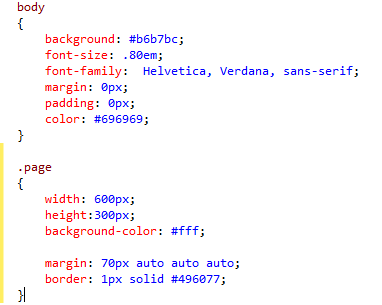 body
{
    background: #b6b7bc;
    font-size: .80em;
    font-family:  Helvetica, Verdana, sans-serif;
    margin: 0px;
    padding: 0px;
    color: #696969;
}
.page
{
    width: 600px;
    height:300px;
    background-color: #fff;
    margin: 70px auto auto auto;
    border: 1px solid #496077;
}